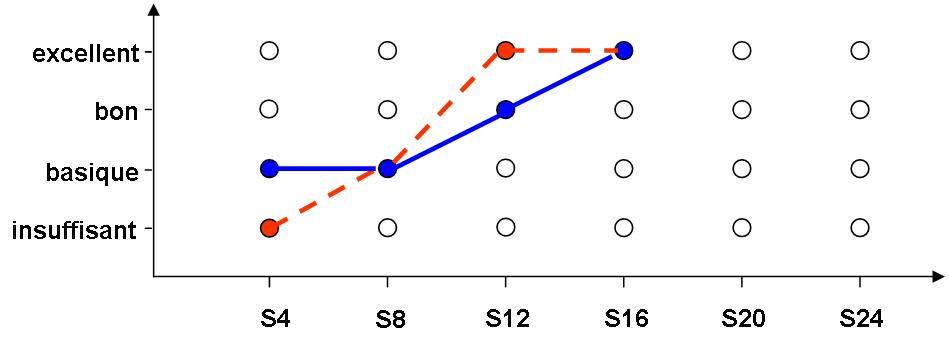 excellent
bon
basique
insuffisant
S4 S8 S12 S16 S20 S24